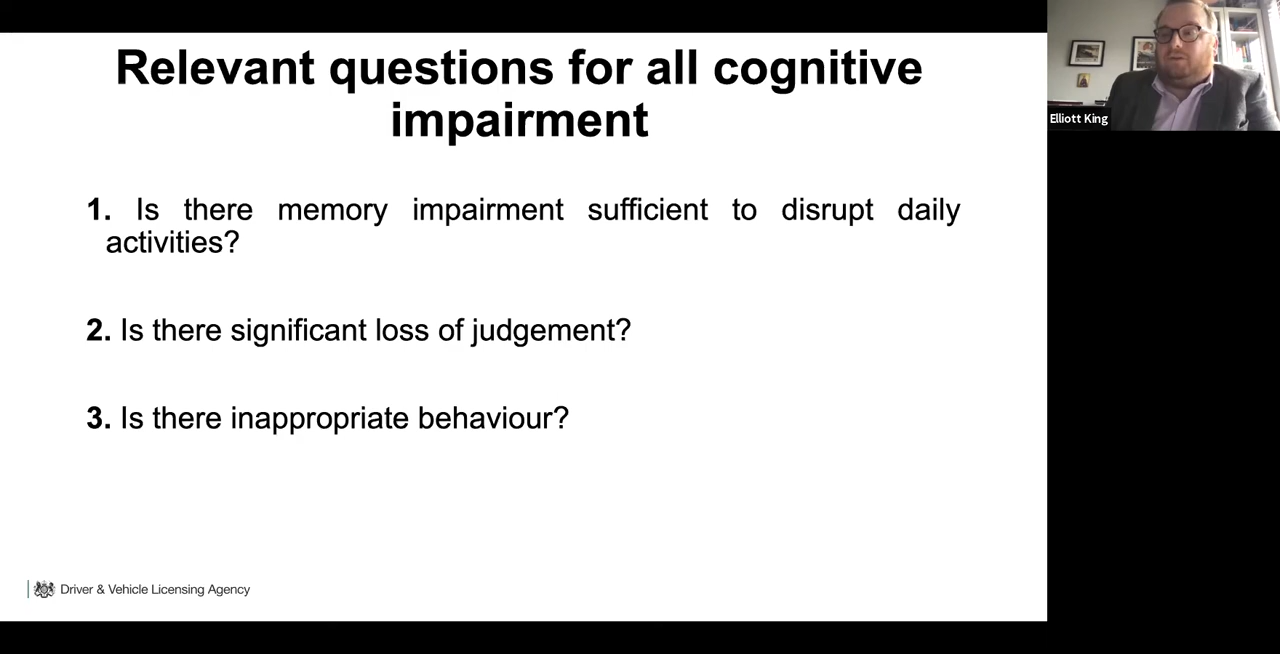 Relevant questions for all cognitive
impairment
1. Is there memory impairment sufficient to disrupt daily
activities?
2. Is there significant loss of judgement?
3. Is there inappropriate behaviour?
Driver & Vehicle Licensing Agency
Elliott King